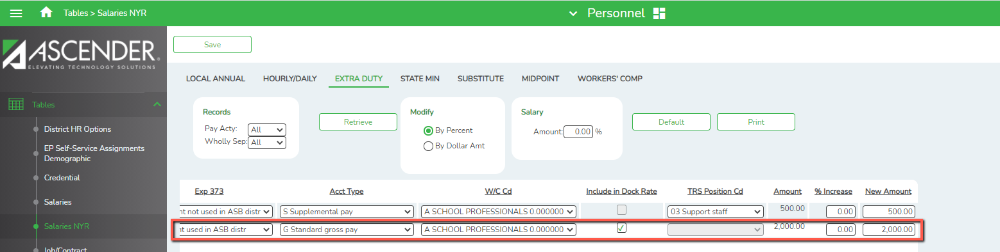 Tables > Salaries NYR
Personnel
ASCENDER®
ELEVATING TECHNOLOGY SOLUTIONS
Tables
District HR Options
EP Self-Service Assignments
Demographic
Credential
Salaries
Salaries NYR
Job/Contract
Save
LOCAL ANNUAL HOURLY/DAILY EXTRA DUTY STATE MIN SUBSTITUTE MIDPOINT WORKERS' COMP
Records
Pay Acty: All
Wholly Sep: All
Retrieve
Modify
By Percent
By Dollar Amt
Salary
Amount: 0.00 %
Default
Print
Exp 373 Acct Type W/C Cd Include in Dock Rate TRS Position Cd Amount % Increase New Amount
nt not used in ASB distr S Supplemental pay A SCHOOL PROFESSIONALS 0.000000 03 Support staff 500.00 0.00 500.00
nt used in ASB distr G Standard gross pay A SCHOOL PROFESSIONALS 0.000000 2,000.00 0.00 2,000.00